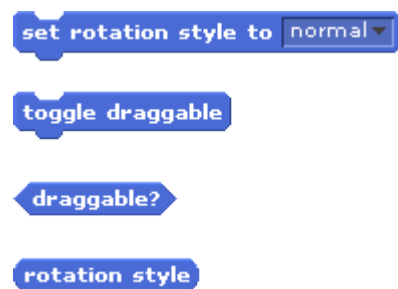 set rotation style to normal
toggle draggable
draggable?
rotation style